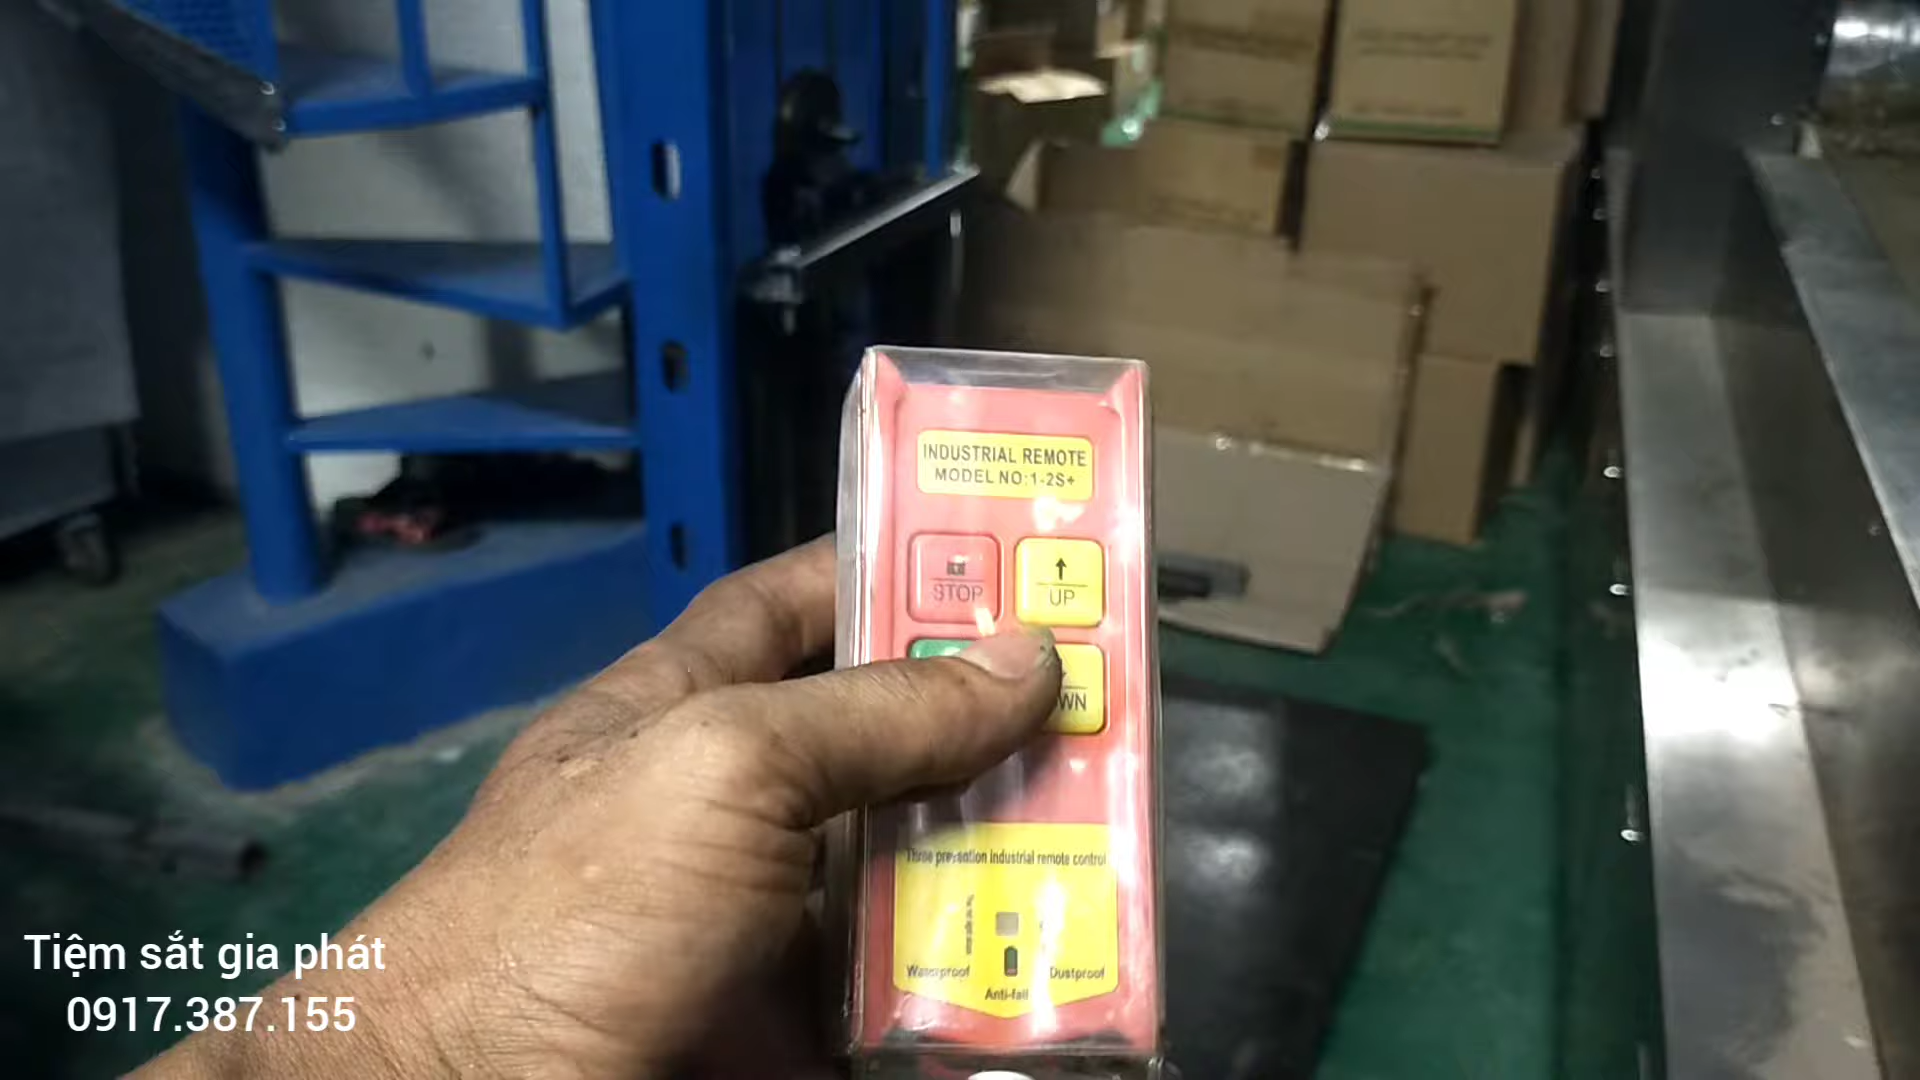 INDUSTRIAL REMOTE
MODEL NO:1-2S+
STOP
UP
WN
Three prevention industrial remote control
Waterproof
Dustproof
Anti-fall
Tiệm sắt gia phát
0917.387.155